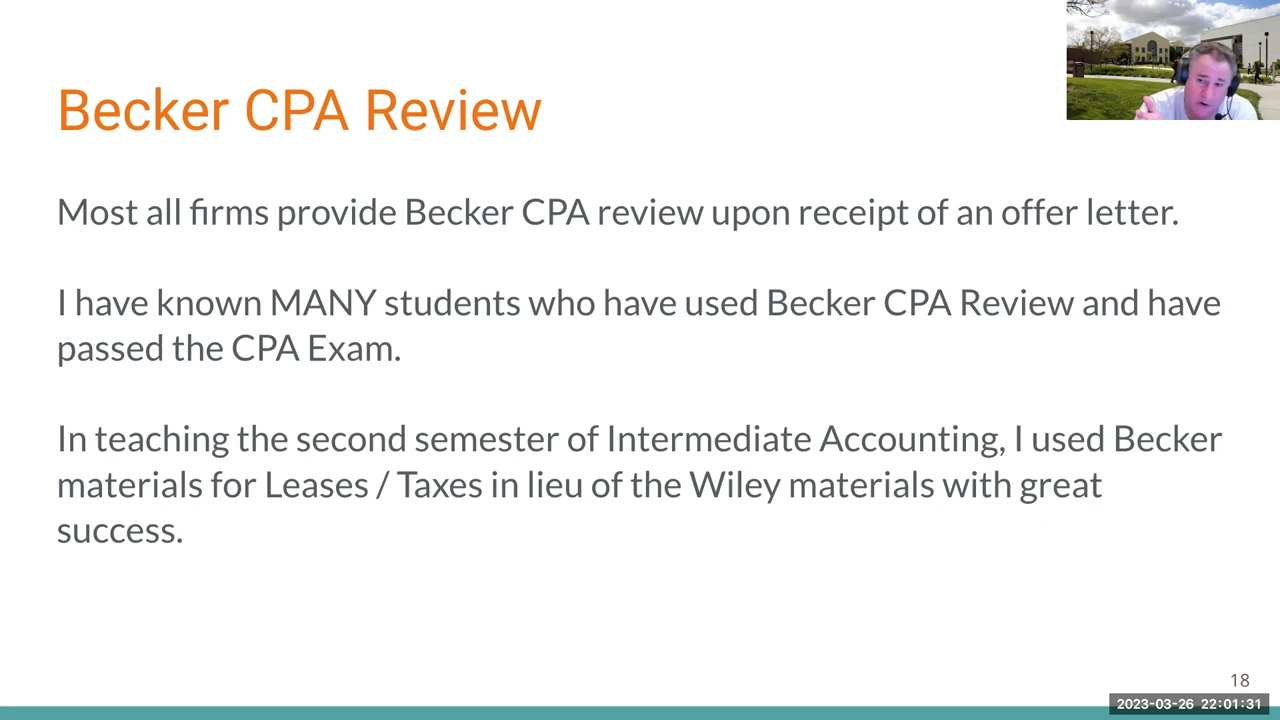 Becker CPA Review
Most all firms provide Becker CPA review upon receipt of an offer letter.
I have known MANY students who have used Becker CPA Review and have
passed the CPA Exam.
In teaching the second semester of Intermediate Accounting, I used Becker
materials for Leases / Taxes in lieu of the Wiley materials with great
success.
18
2023-03-26 22:01:31